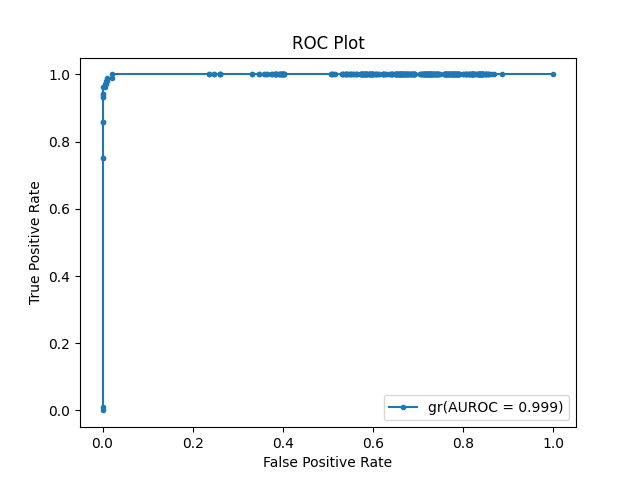 ROC Plot
1.0
0.8
0.6
0.4
0.2
0.0
True Positive Rate
gr(AUROC = 0.999)
0.0 0.2 0.4 0.6 0.8 1.0
False Positive Rate